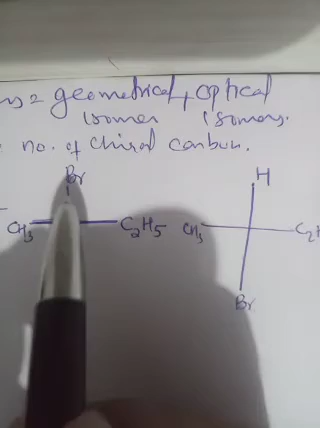 geometrical + optical
isomer isomers.
no. of chiral carbon.
Br
H
CH3 C2H5 CH3
Br